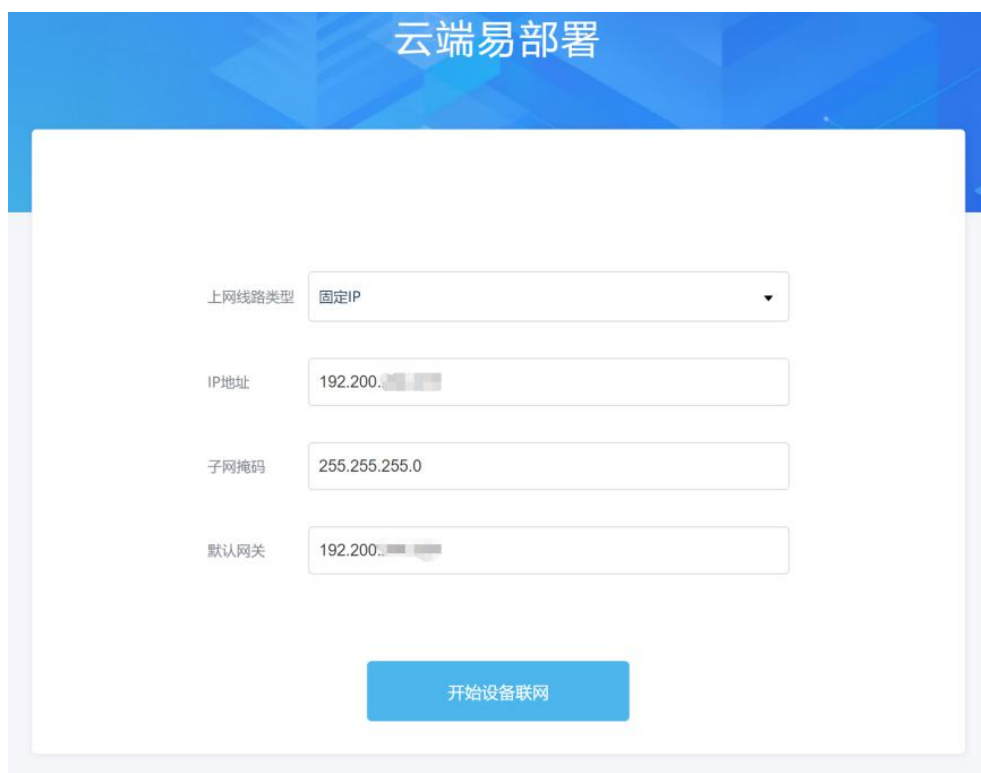 云端易部署
上网线路类型 固定IP
IP地址 192.200.
子网掩码 255.255.255.0
默认网关 192.200.
开始设备联网